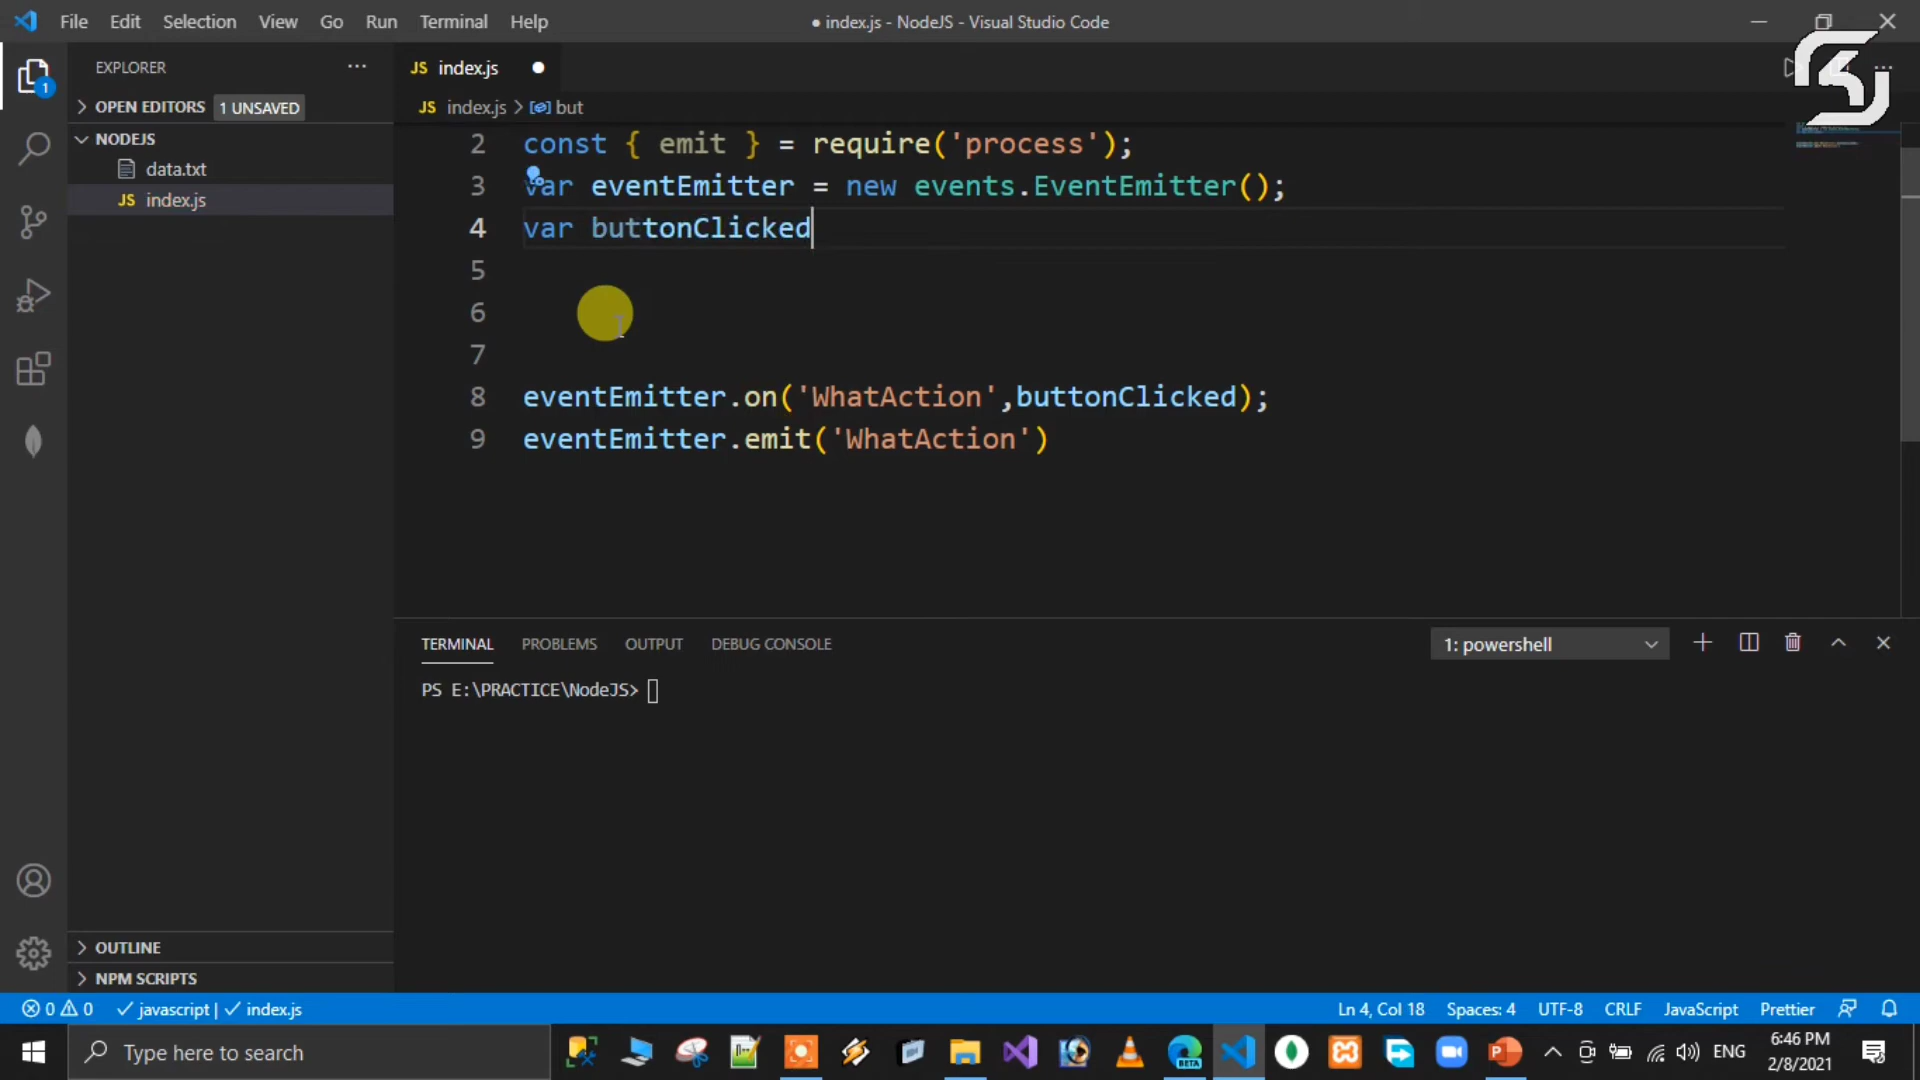 File Edit Selection View Go Run Terminal Help
● index.js - NodeJS - Visual Studio Code
EXPLORER
JS index.js
1
OPEN EDITORS 1 UNSAVED
JS index.js > but
NODEJS
data.txt
JS index.js
2 const { emit } = require('process');
3 var eventEmitter = new events.EventEmitter();
4 var buttonClicked
5
6
7
8 eventEmitter.on('WhatAction',buttonClicked);
9 eventEmitter.emit('WhatAction')
TERMINAL PROBLEMS OUTPUT DEBUG CONSOLE
1: powershell
PS E:\PRACTICE\NodeJS>
OUTLINE
NPM SCRIPTS
0 0 javascript | index.js
Ln 4, Col 18 Spaces: 4 UTF-8 CRLF JavaScript Prettier
Type here to search
BETA
ENG
6:46 PM
2/8/2021